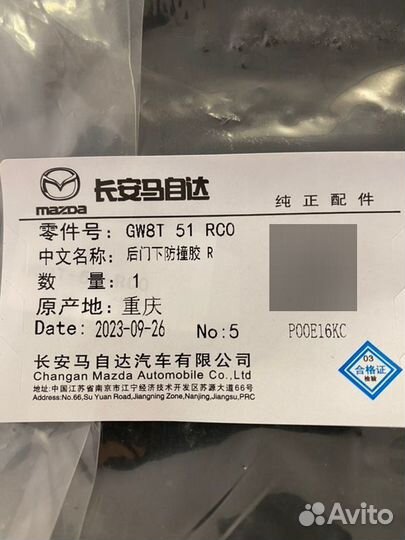 mazda
长安马自达
纯正配件
零件号: GW8T 51 RC0
中文名称: 后门下防撞胶 R
数 量: 1
原产地: 重庆
Date: 2023-09-26 No: 5 P00E16KC
长安马自达汽车有限公司
Changan Mazda Automobile Co., Ltd
地址:中国江苏省南京市江宁经济技术开发区苏源大道66号
Address: No.66,Su Yuan Road,Jiangning Zone,Nanjing,Jiangsu,PRC
03
合格证
检验
Avito